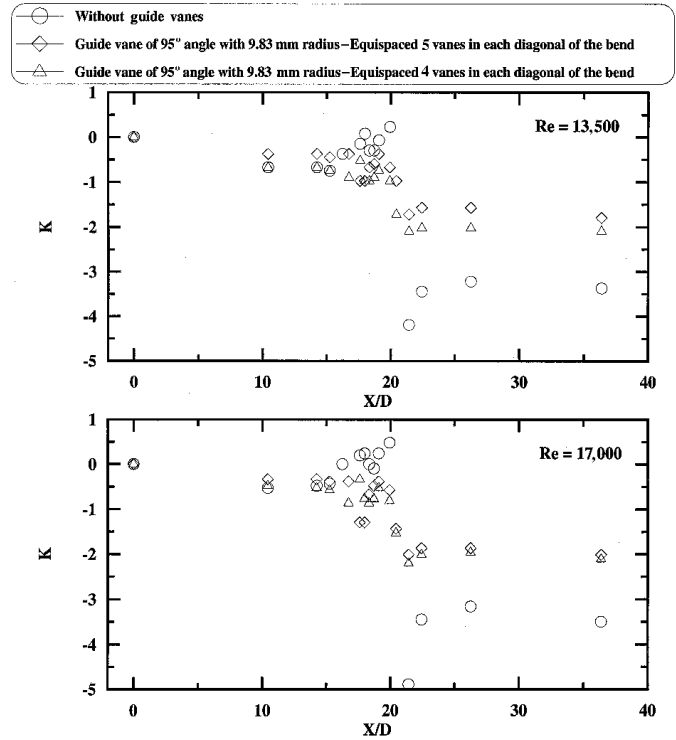 Without guide vanes
Guide vane of 95° angle with 9.83 mm radius–Equispaced 5 vanes in each diagonal of the bend
Guide vane of 95° angle with 9.83 mm radius–Equispaced 4 vanes in each diagonal of the bend
1
Re = 13,500
0
-1
K
-2
-3
-4
-5
0 10 20 30 40
X/D
1
Re = 17,000
0
-1
K
-2
-3
-4
-5
0 10 20 30 40
X/D